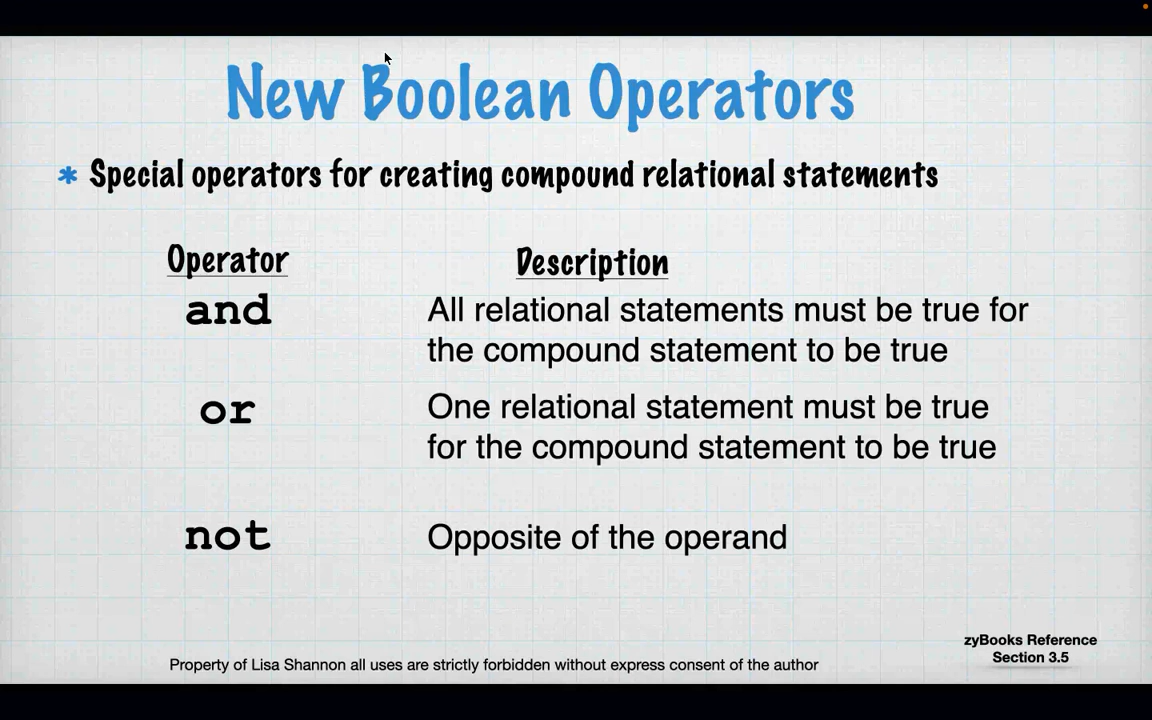 New Boolean Operators
* Special operators for creating compound relational statements
Operator Description
and All relational statements must be true for
the compound statement to be true
or One relational statement must be true
for the compound statement to be true
not Opposite of the operand
zyBooks Reference
Section 3.5
Property of Lisa Shannon all uses are strictly forbidden without express consent of the author